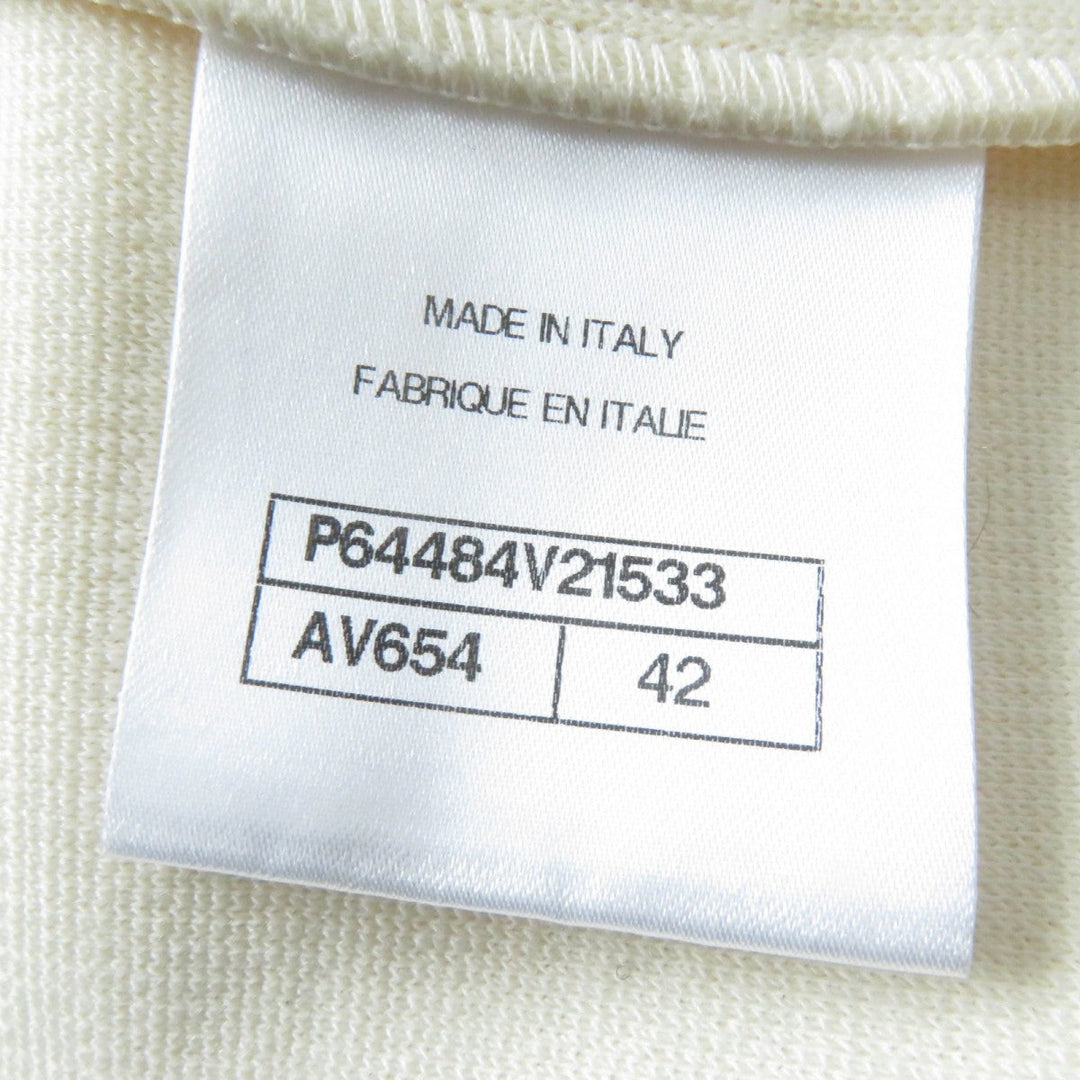 MADE IN ITALY
FABRIQUE EN ITALIE
P64484V21533
AV654 42